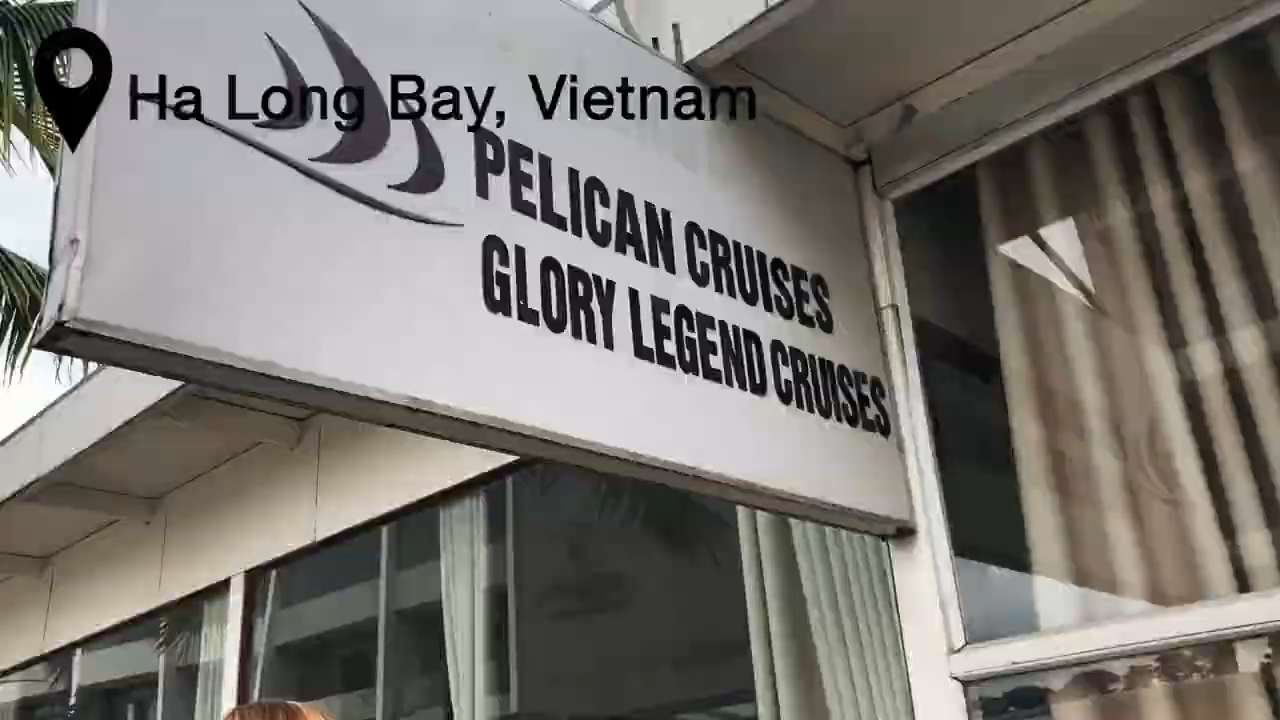 Ha Long Bay, Vietnam
PELICAN CRUISES
GLORY LEGEND CRUISES